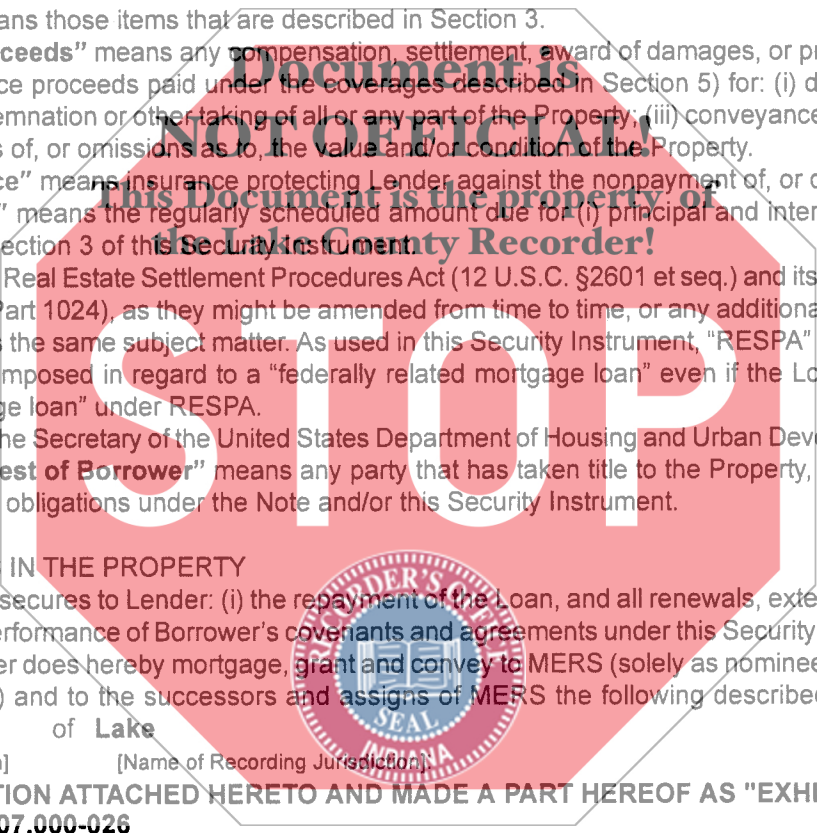 ans those items that are described in Section 3.
ceeds" means any compensation, settlement, award of damages, or pr
Document is
ce proceeds paid under the coverages described in Section 5) for: (i) d
emnation or other taking of all or any part of the Property; (iii) conveyance
NOT OFFICIAL!
s of, or omissions as to, the value and/or condition of the Property.
ce" means insurance protecting Lender against the nonpayment of, or d
This Document is the property of
" means the regularly scheduled amount due for (i) principal and inter
ection 3 of this Security Instrument.
the Lake County Recorder!
Real Estate Settlement Procedures Act (12 U.S.C. §2601 et seq.) and its
Part 1024), as they might be amended from time to time, or any additiona
s the same subject matter. As used in this Security Instrument, "RESPA"
imposed in regard to a "federally related mortgage loan" even if the Lo
ge loan" under RESPA.
STOP
he Secretary of the United States Department of Housing and Urban Deve
est of Borrower" means any party that has taken title to the Property,
obligations under the Note and/or this Security Instrument.
IN THE PROPERTY
secures to Lender: (i) the repayment of the Loan, and all renewals, exte
erformance of Borrower's covenants and agreements under this Security
er does hereby mortgage, grant and convey to MERS (solely as nominee
) and to the successors and assigns of MERS the following described
RECORDER'S OFFICE
SEAL
INDIANA
of Lake
n] [Name of Recording Jurisdiction]:
TION ATTACHED HERETO AND MADE A PART HEREOF AS "EXHI
07.000-026